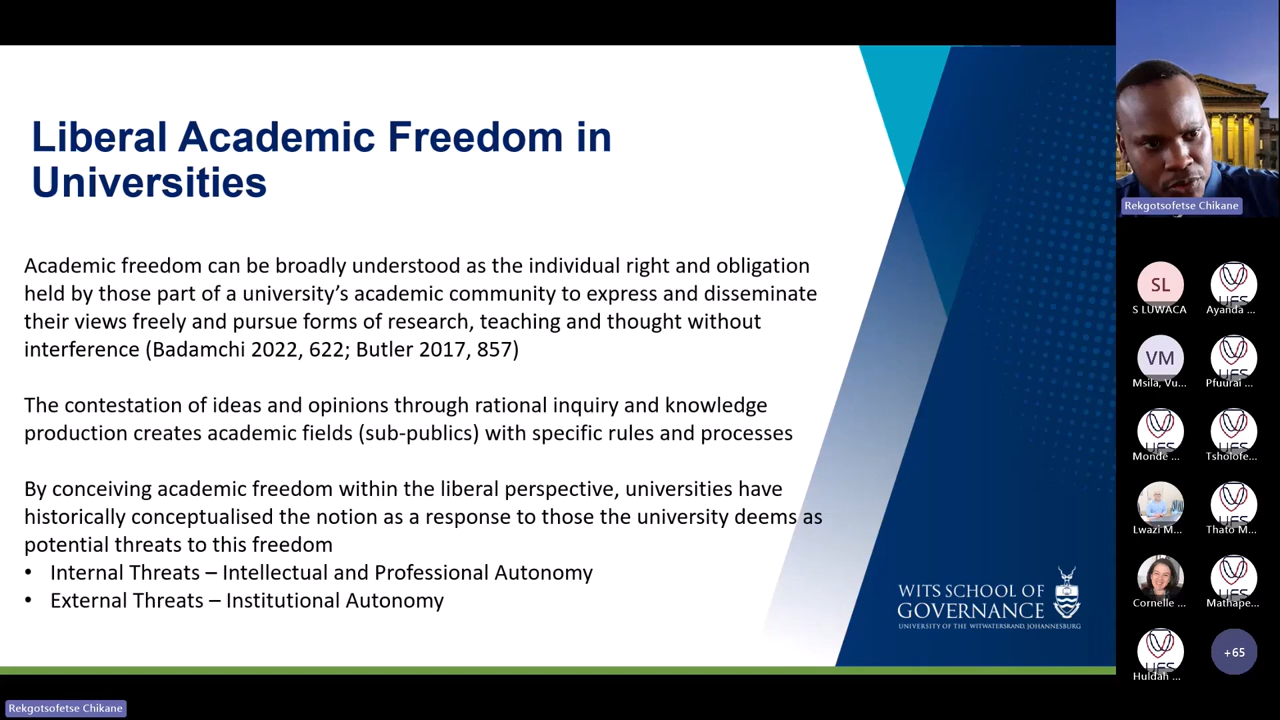 Liberal Academic Freedom in
Universities
Academic freedom can be broadly understood as the individual right and obligation
held by those part of a university’s academic community to express and disseminate
their views freely and pursue forms of research, teaching and thought without
interference (Badamchi 2022, 622; Butler 2017, 857)
The contestation of ideas and opinions through rational inquiry and knowledge
production creates academic fields (sub-publics) with specific rules and processes
By conceiving academic freedom within the liberal perspective, universities have
historically conceptualised the notion as a response to those the university deems as
potential threats to this freedom
• Internal Threats – Intellectual and Professional Autonomy
• External Threats – Institutional Autonomy
WITS SCHOOL OF
GOVERNANCE
UNIVERSITY OF THE WITWATERSRAND, JOHANNESBURG
Rekgotsofetse Chikane
SL
S LUWACA
Ayanda ...
VM
Msila, Vu...
Pfuurai ...
Monde ...
Tsholofe...
Lwazi M...
Thato M...
Cornelle ...
Mathape...
Huldah ...
+65
Rekgotsofetse Chikane